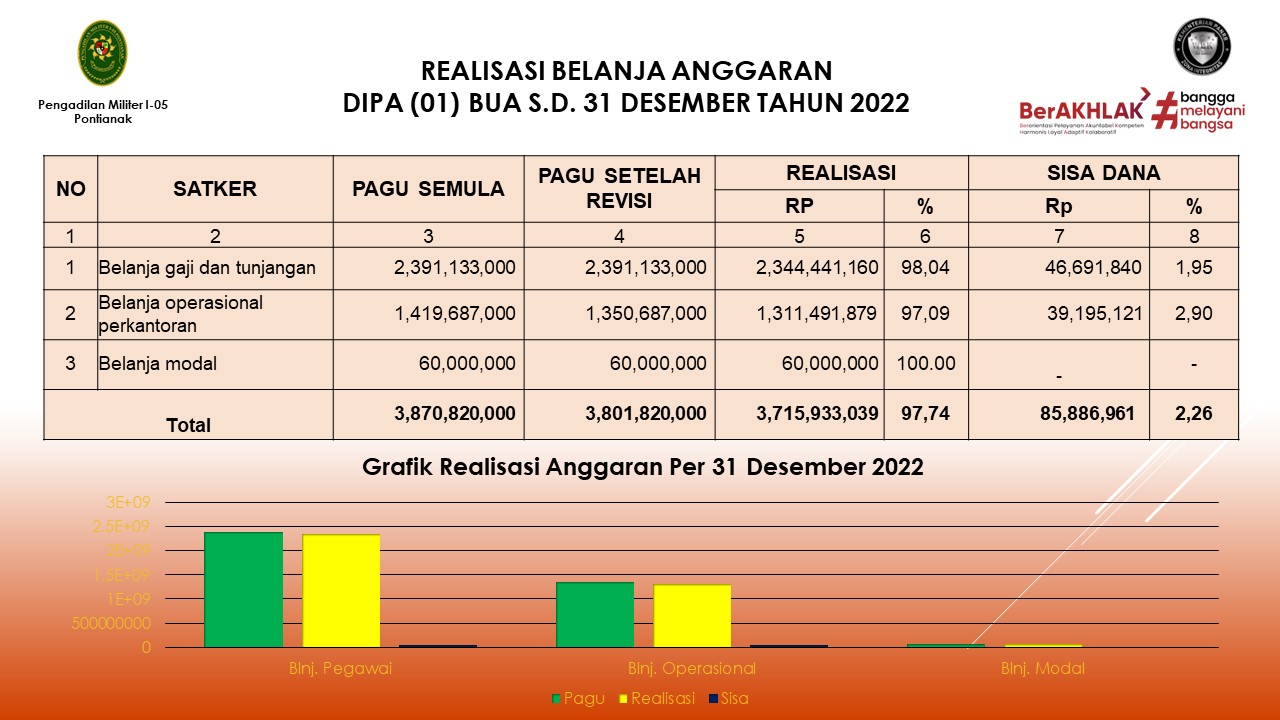 Pengadilan Militer I-05
Pontianak
REALISASI BELANJA ANGGARAN
DIPA (01) BUA S.D. 31 DESEMBER TAHUN 2022
BerAKHLAK
Berorientasi Pelayanan Akuntabel Kompeten
Harmonis Loyal Adaptif Kolaboratif
# bangga
melayani
bangsa
NO SATKER PAGU SEMULA PAGU SETELAH REVISI REALISASI SISA DANA
RP % Rp %
1 2 3 4 5 6 7 8
1 Belanja gaji dan tunjangan 2,391,133,000 2,391,133,000 2,344,441,160 98,04 46,691,840 1,95
2 Belanja operasional perkantoran 1,419,687,000 1,350,687,000 1,311,491,879 97,09 39,195,121 2,90
3 Belanja modal 60,000,000 60,000,000 60,000,000 100.00 - -
Total 3,870,820,000 3,801,820,000 3,715,933,039 97,74 85,886,961 2,26
Grafik Realisasi Anggaran Per 31 Desember 2022
3E+09
2.5E+09
2E+09
1.5E+09
1E+09
500000000
0
Blnj. Pegawai Blnj. Operasional Blnj. Modal
Pagu Realisasi Sisa